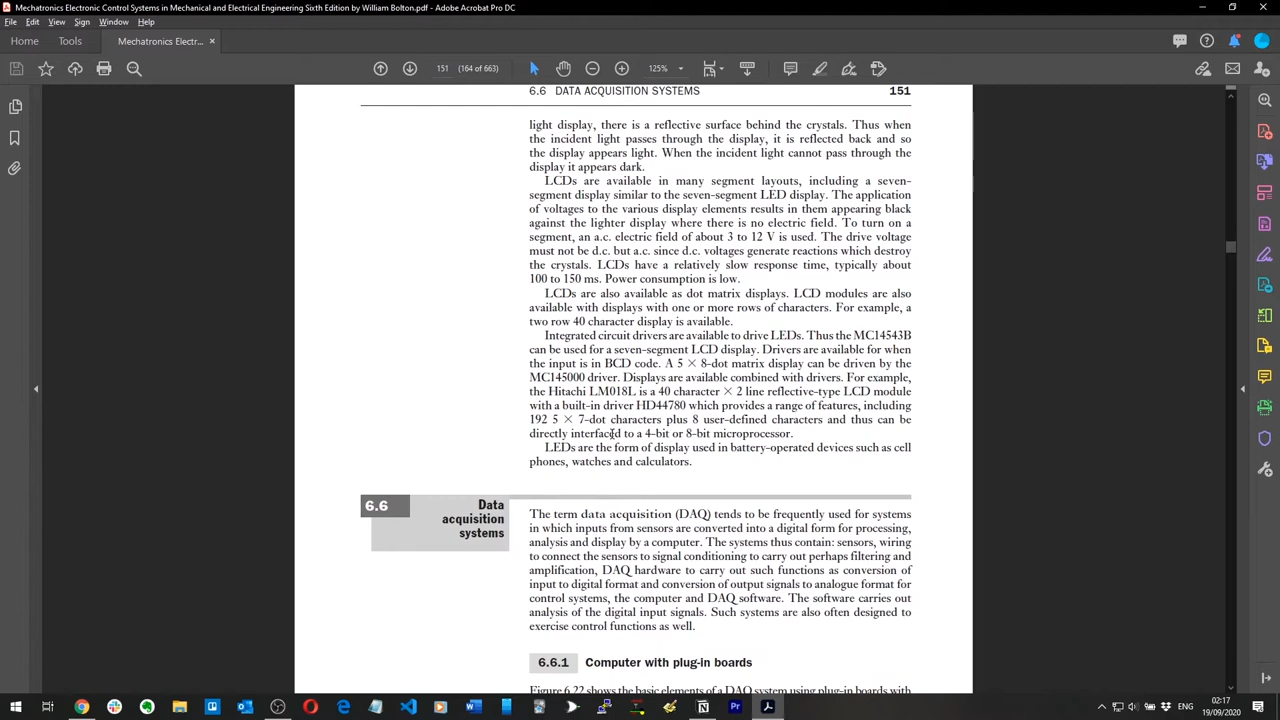 Mechatronics Electronic Control Systems in Mechanical and Electrical Engineering Sixth Edition by William Bolton.pdf - Adobe Acrobat Pro DC
File Edit View Sign Window Help
Home Tools Mechatronics Electr... ×
151 (164 of 663) 125%
6.6 DATA ACQUISITION SYSTEMS 151
light display, there is a reflective surface behind the crystals. Thus when
the incident light passes through the display, it is reflected back and so
the display appears light. When the incident light cannot pass through the
display it appears dark.
LCDs are available in many segment layouts, including a seven-
segment display similar to the seven-segment LED display. The application
of voltages to the various display elements results in them appearing black
against the lighter display where there is no electric field. To turn on a
segment, an a.c. electric field of about 3 to 12 V is used. The drive voltage
must not be d.c. but a.c. since d.c. voltages generate reactions which destroy
the crystals. LCDs have a relatively slow response time, typically about
100 to 150 ms. Power consumption is low.
LCDs are also available as dot matrix displays. LCD modules are also
available with displays with one or more rows of characters. For example, a
two row 40 character display is available.
Integrated circuit drivers are available to drive LEDs. Thus the MC14543B
can be used for a seven-segment LCD display. Drivers are available for when
the input is in BCD code. A 5 × 8-dot matrix display can be driven by the
MC145000 driver. Displays are available combined with drivers. For example,
the Hitachi LM018L is a 40 character × 2 line reflective-type LCD module
with a built-in driver HD44780 which provides a range of features, including
192 5 × 7-dot characters plus 8 user-defined characters and thus can be
directly interfaced to a 4-bit or 8-bit microprocessor.
LEDs are the form of display used in battery-operated devices such as cell
phones, watches and calculators.
6.6 Data
acquisition
systems
The term data acquisition (DAQ) tends to be frequently used for systems
in which inputs from sensors are converted into a digital form for processing,
analysis and display by a computer. The systems thus contain: sensors, wiring
to connect the sensors to signal conditioning to carry out perhaps filtering and
amplification, DAQ hardware to carry out such functions as conversion of
input to digital format and conversion of output signals to analogue format for
control systems, the computer and DAQ software. The software carries out
analysis of the digital input signals. Such systems are also often designed to
exercise control functions as well.
6.6.1 Computer with plug-in boards
Figure 6.22 shows the basic elements of a DAQ system using plug-in boards with
ENG 02:17
19/09/2020